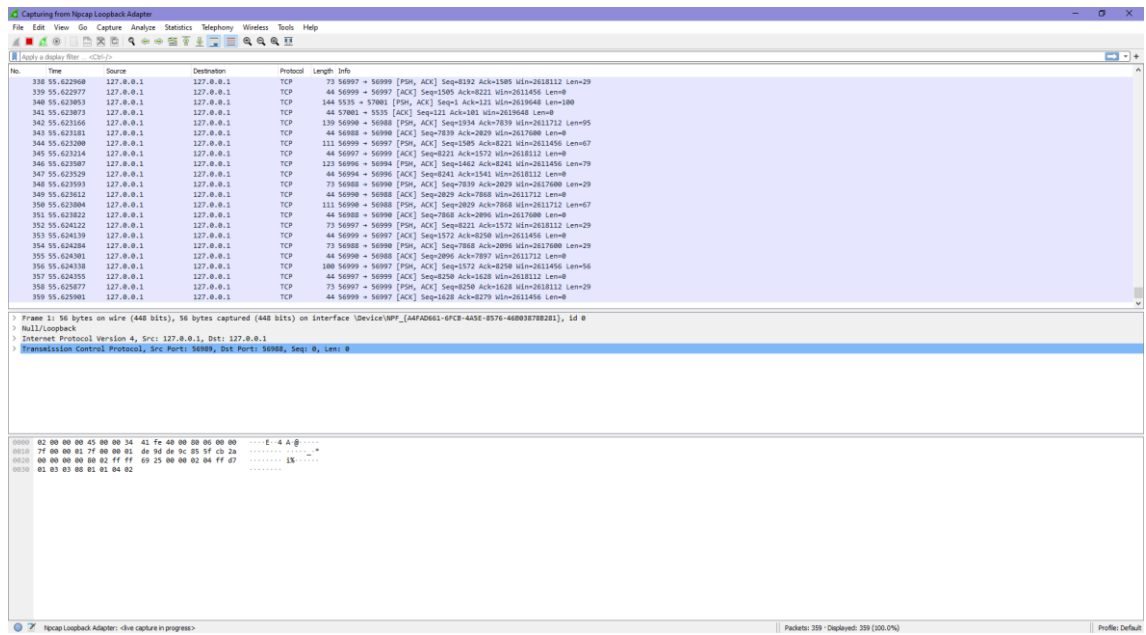 Capturing from Npcap Loopback Adapter
File Edit View Go Capture Analyze Statistics Telephony Wireless Tools Help
Apply a display filter ... <Ctrl-/>
No. Time Source Destination Protocol Length Info
338 55.622960 127.0.0.1 127.0.0.1 TCP 73 56997 → 56999 [PSH, ACK] Seq=8192 Ack=1505 Win=2618112 Len=29
339 55.622977 127.0.0.1 127.0.0.1 TCP 44 56999 → 56997 [ACK] Seq=1505 Ack=8221 Win=2611456 Len=0
340 55.623053 127.0.0.1 127.0.0.1 TCP 144 5535 → 57001 [PSH, ACK] Seq=1 Ack=121 Win=2619648 Len=100
341 55.623073 127.0.0.1 127.0.0.1 TCP 44 57001 → 5535 [ACK] Seq=121 Ack=101 Win=2619648 Len=0
342 55.623166 127.0.0.1 127.0.0.1 TCP 139 56990 → 56988 [PSH, ACK] Seq=1934 Ack=7839 Win=2611712 Len=95
343 55.623181 127.0.0.1 127.0.0.1 TCP 44 56988 → 56990 [ACK] Seq=7839 Ack=2029 Win=2617600 Len=0
344 55.623200 127.0.0.1 127.0.0.1 TCP 111 56999 → 56997 [PSH, ACK] Seq=1505 Ack=8221 Win=2611456 Len=67
345 55.623214 127.0.0.1 127.0.0.1 TCP 44 56997 → 56999 [ACK] Seq=8221 Ack=1572 Win=2618112 Len=0
346 55.623507 127.0.0.1 127.0.0.1 TCP 123 56996 → 56994 [PSH, ACK] Seq=1462 Ack=8241 Win=2611456 Len=79
347 55.623529 127.0.0.1 127.0.0.1 TCP 44 56994 → 56996 [ACK] Seq=8241 Ack=1541 Win=2618112 Len=0
348 55.623593 127.0.0.1 127.0.0.1 TCP 73 56988 → 56990 [PSH, ACK] Seq=7839 Ack=2029 Win=2617600 Len=29
349 55.623612 127.0.0.1 127.0.0.1 TCP 44 56990 → 56988 [ACK] Seq=2029 Ack=7868 Win=2611712 Len=0
350 55.623804 127.0.0.1 127.0.0.1 TCP 111 56990 → 56988 [PSH, ACK] Seq=2029 Ack=7868 Win=2611712 Len=67
351 55.623822 127.0.0.1 127.0.0.1 TCP 44 56988 → 56990 [ACK] Seq=7868 Ack=2096 Win=2617600 Len=0
352 55.624122 127.0.0.1 127.0.0.1 TCP 73 56997 → 56999 [PSH, ACK] Seq=8221 Ack=1572 Win=2618112 Len=29
353 55.624139 127.0.0.1 127.0.0.1 TCP 44 56999 → 56997 [ACK] Seq=1572 Ack=8250 Win=2611456 Len=0
354 55.624284 127.0.0.1 127.0.0.1 TCP 73 56988 → 56990 [PSH, ACK] Seq=7868 Ack=2096 Win=2617600 Len=29
355 55.624301 127.0.0.1 127.0.0.1 TCP 44 56990 → 56988 [ACK] Seq=2096 Ack=7897 Win=2611712 Len=0
356 55.624338 127.0.0.1 127.0.0.1 TCP 100 56999 → 56997 [PSH, ACK] Seq=1572 Ack=8250 Win=2611456 Len=56
357 55.624355 127.0.0.1 127.0.0.1 TCP 44 56997 → 56999 [ACK] Seq=8250 Ack=1628 Win=2618112 Len=0
358 55.625877 127.0.0.1 127.0.0.1 TCP 73 56997 → 56999 [PSH, ACK] Seq=8250 Ack=1628 Win=2618112 Len=29
359 55.625901 127.0.0.1 127.0.0.1 TCP 44 56999 → 56997 [ACK] Seq=1628 Ack=8279 Win=2611456 Len=0
> Frame 1: 56 bytes on wire (448 bits), 56 bytes captured (448 bits) on interface \Device\NPF_{A4FAD661-6FCB-4A5E-8576-46B038788281}, id 0
> Null/Loopback
> Internet Protocol Version 4, Src: 127.0.0.1, Dst: 127.0.0.1
> Transmission Control Protocol, Src Port: 56989, Dst Port: 56988, Seq: 0, Len: 0
0000 02 00 00 00 45 00 00 34 41 fe 40 00 80 06 00 00 ····E··4 A·@·····
0010 7f 00 00 01 7f 00 00 01 de 9d de 9c 85 5f cb 2a ········ ·····_·*
0020 00 00 00 00 80 02 ff ff 69 25 00 00 02 04 ff d7 ········ i%······
0030 01 03 03 08 01 01 04 02 ········
Npcap Loopback Adapter: <live capture in progress>
Packets: 359 · Displayed: 359 (100.0%)
Profile: Default